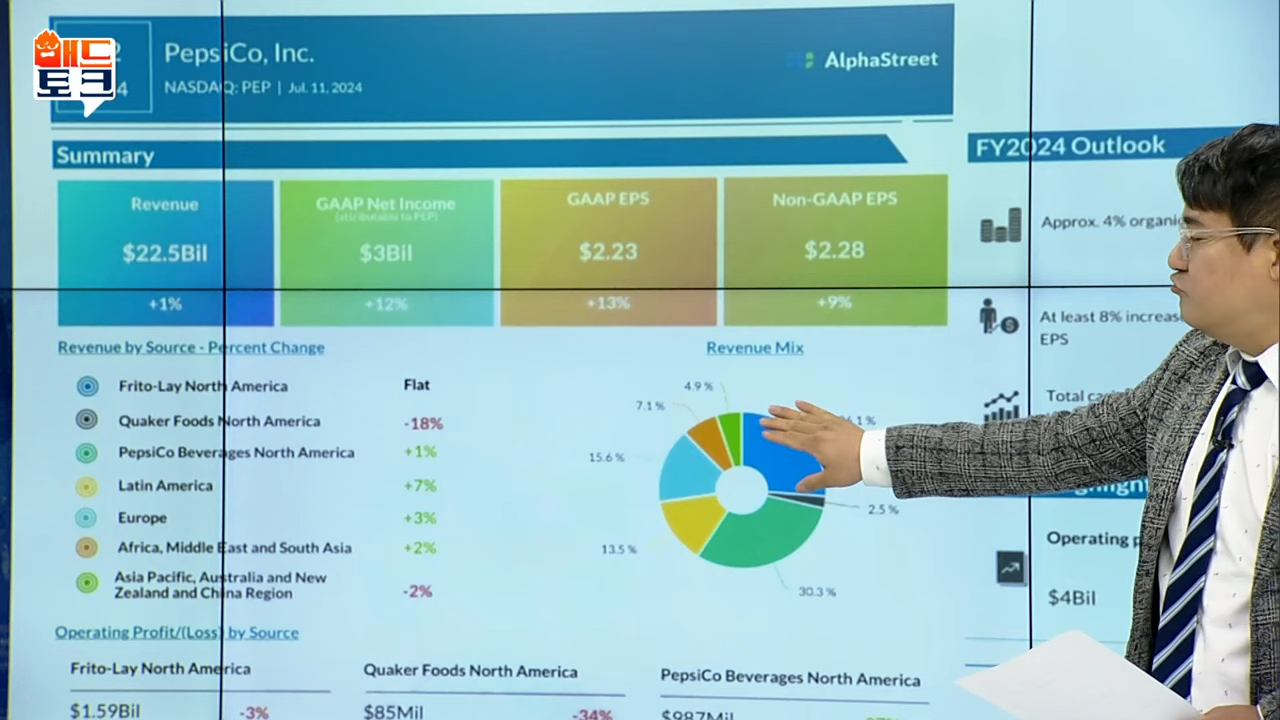 매드
토크
PepsiCo, Inc.
NASDAQ: PEP | Jul. 11, 2024
AlphaStreet
Summary
Revenue
$22.5Bil
+1%
GAAP Net Income
(attributable to PEP)
$3Bil
+12%
GAAP EPS
$2.23
+13%
Non-GAAP EPS
$2.28
+9%
Revenue by Source - Percent Change
Frito-Lay North America Flat
Quaker Foods North America -18%
PepsiCo Beverages North America +1%
Latin America +7%
Europe +3%
Africa, Middle East and South Asia +2%
Asia Pacific, Australia and New
Zealand and China Region -2%
Revenue Mix
4.9 %
7.1 %
15.6 %
13.5 %
30.3 %
2.5 %
FY2024 Outlook
Approx. 4%
At least 8%
EPS
Total
Operating
$4Bil
Operating Profit/(Loss) by Source
Frito-Lay North America
$1.59Bil -3%
Quaker Foods North America
$85Mil -34%
PepsiCo Beverages North America
$987Mil